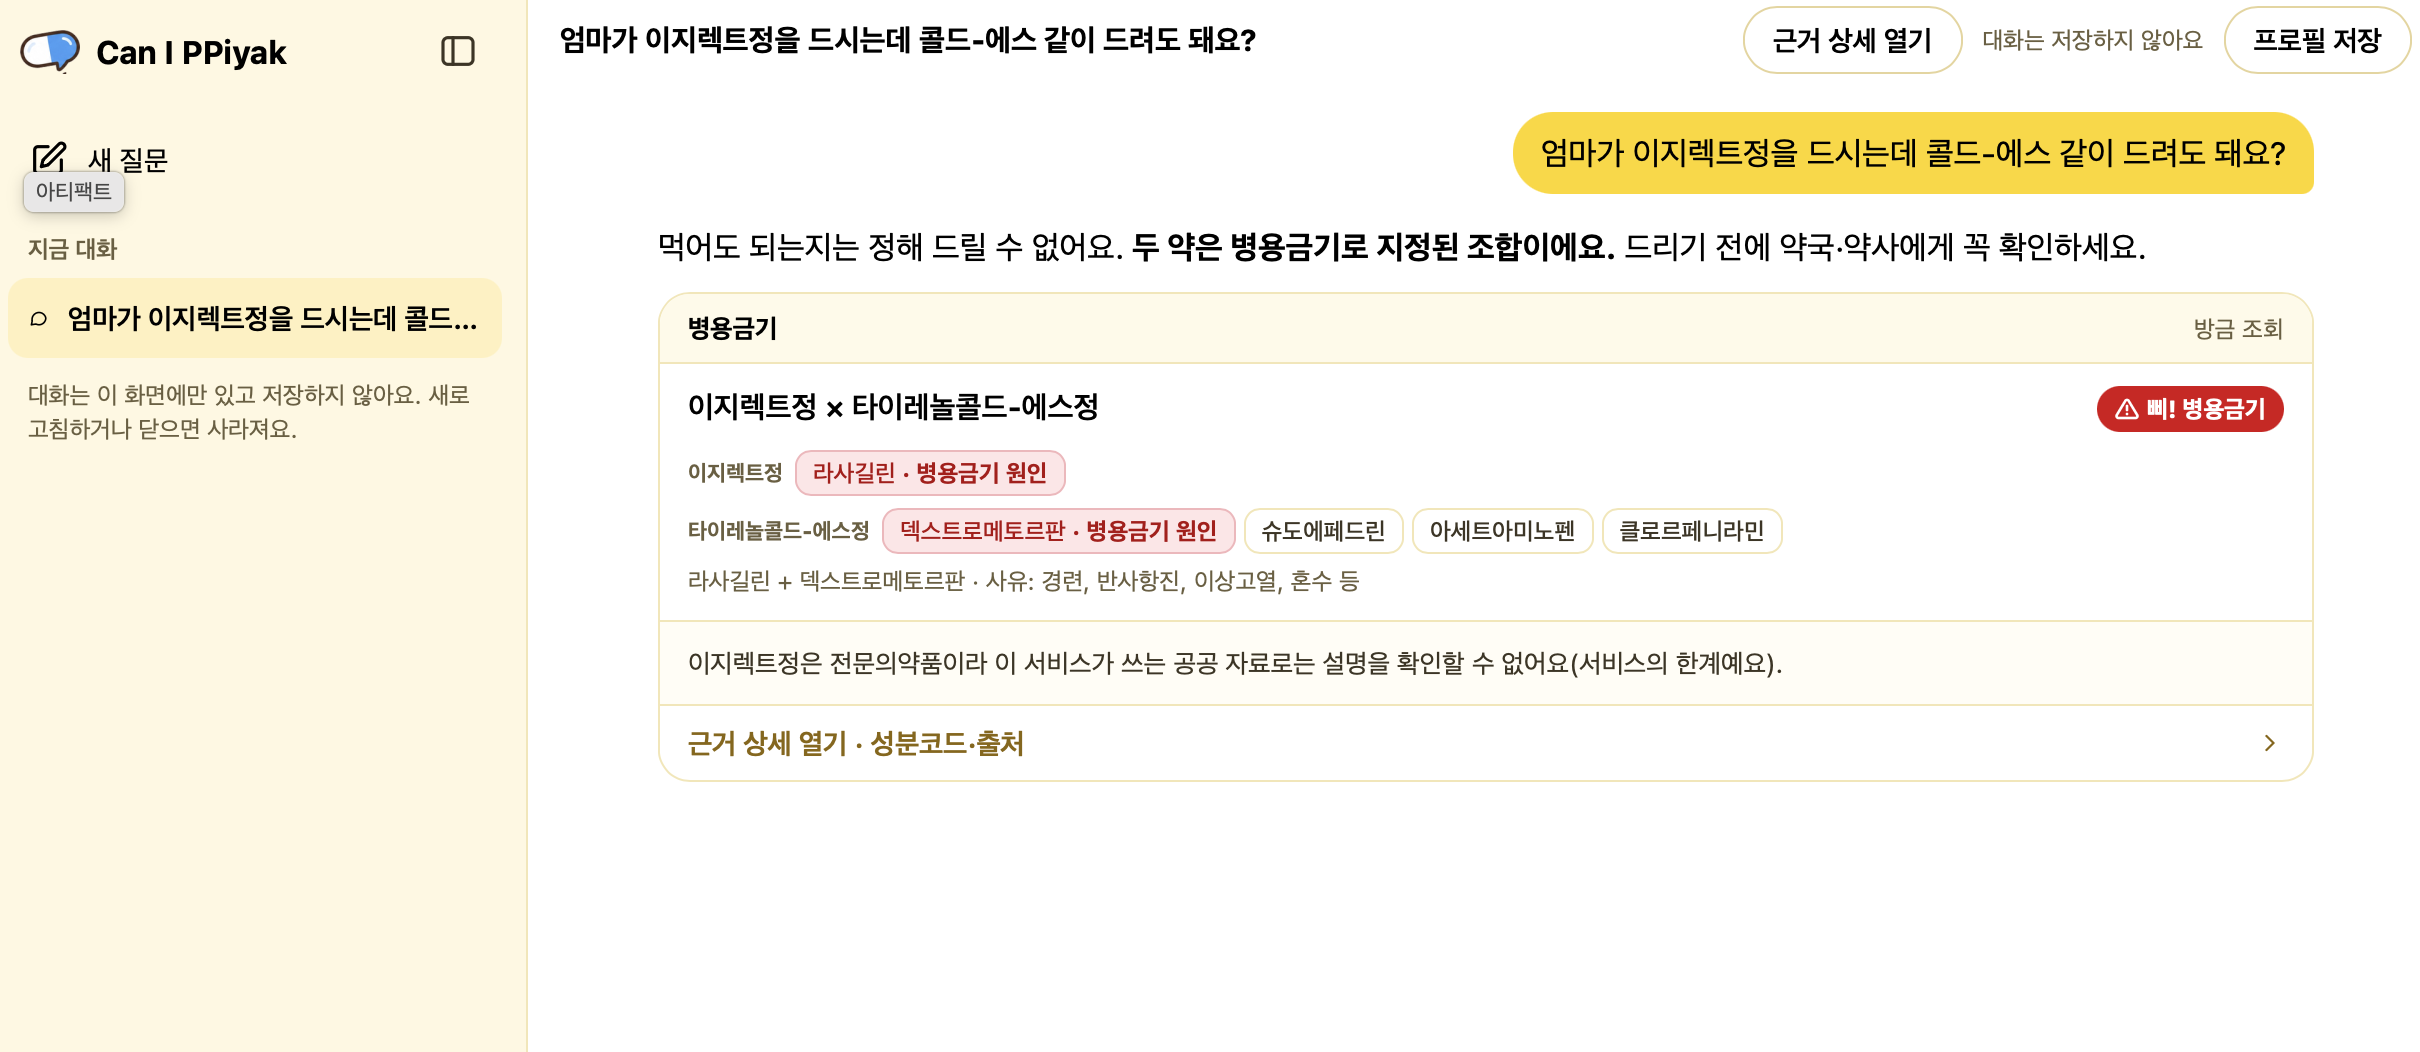 Can I PPiyak
새 질문
아티팩트
지금 대화
엄마가 이지렉트정을 드시는데 콜드...
대화는 이 화면에만 있고 저장하지 않아요. 새로
고침하거나 닫으면 사라져요.
엄마가 이지렉트정을 드시는데 콜드-에스 같이 드려도 돼요?
근거 상세 열기
대화는 저장하지 않아요
프로필 저장
엄마가 이지렉트정을 드시는데 콜드-에스 같이 드려도 돼요?
먹어도 되는지는 정해 드릴 수 없어요. 두 약은 병용금기로 지정된 조합이에요. 드리기 전에 약국·약사에게 꼭 확인하세요.
병용금기
방금 조회
이지렉트정 × 타이레놀콜드-에스정
삐! 병용금기
이지렉트정 라사길린 · 병용금기 원인
타이레놀콜드-에스정 덱스트로메토르판 · 병용금기 원인 슈도에페드린 아세트아미노펜 클로르페니라민
라사길린 + 덱스트로메토르판 · 사유: 경련, 반사항진, 이상고열, 혼수 등
이지렉트정은 전문의약품이라 이 서비스가 쓰는 공공 자료로는 설명을 확인할 수 없어요(서비스의 한계예요).
근거 상세 열기 · 성분코드·출처